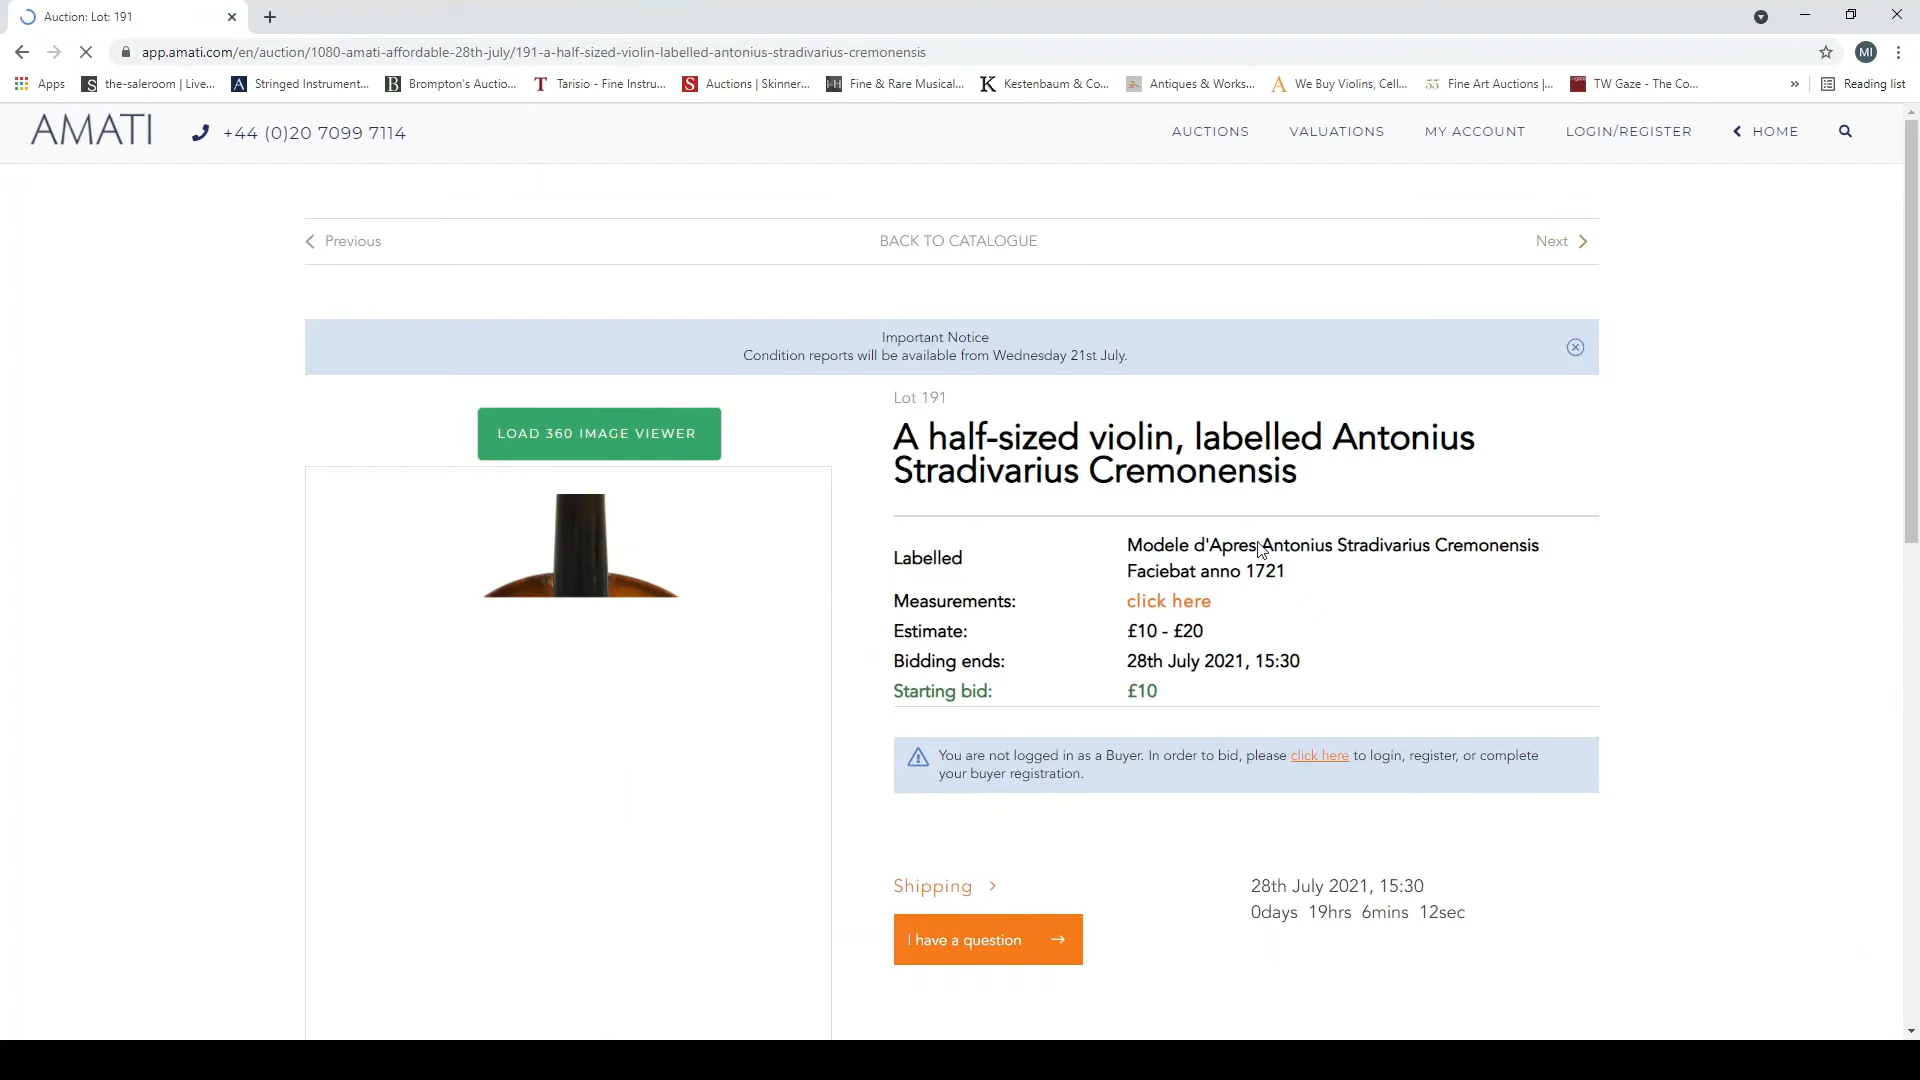 Auction: Lot: 191
app.amati.com/en/auction/1080-amati-affordable-28th-july/191-a-half-sized-violin-labelled-antonius-stradivarius-cremonensis
MI
Apps
the-saleroom | Live...
Stringed Instrument...
Brompton's Auctio...
Tarisio - Fine Instru...
Auctions | Skinner...
Fine & Rare Musical...
Kestenbaum & Co...
Antiques & Works...
We Buy Violins, Cell...
Fine Art Auctions |...
TW Gaze - The Co...
»
Reading list
AMATI
+44 (0)20 7099 7114
AUCTIONS
VALUATIONS
MY ACCOUNT
LOGIN/REGISTER
HOME
Previous
BACK TO CATALOGUE
Next
Important Notice
Condition reports will be available from Wednesday 21st July.
LOAD 360 IMAGE VIEWER
Lot 191
A half-sized violin, labelled Antonius
Stradivarius Cremonensis
Labelled
Modele d'Apres Antonius Stradivarius Cremonensis
Faciebat anno 1721
Measurements:
click here
Estimate:
£10 - £20
Bidding ends:
28th July 2021, 15:30
Starting bid:
£10
You are not logged in as a Buyer. In order to bid, please click here to login, register, or complete
your buyer registration.
Shipping
28th July 2021, 15:30
0days 19hrs 6mins 12sec
I have a question